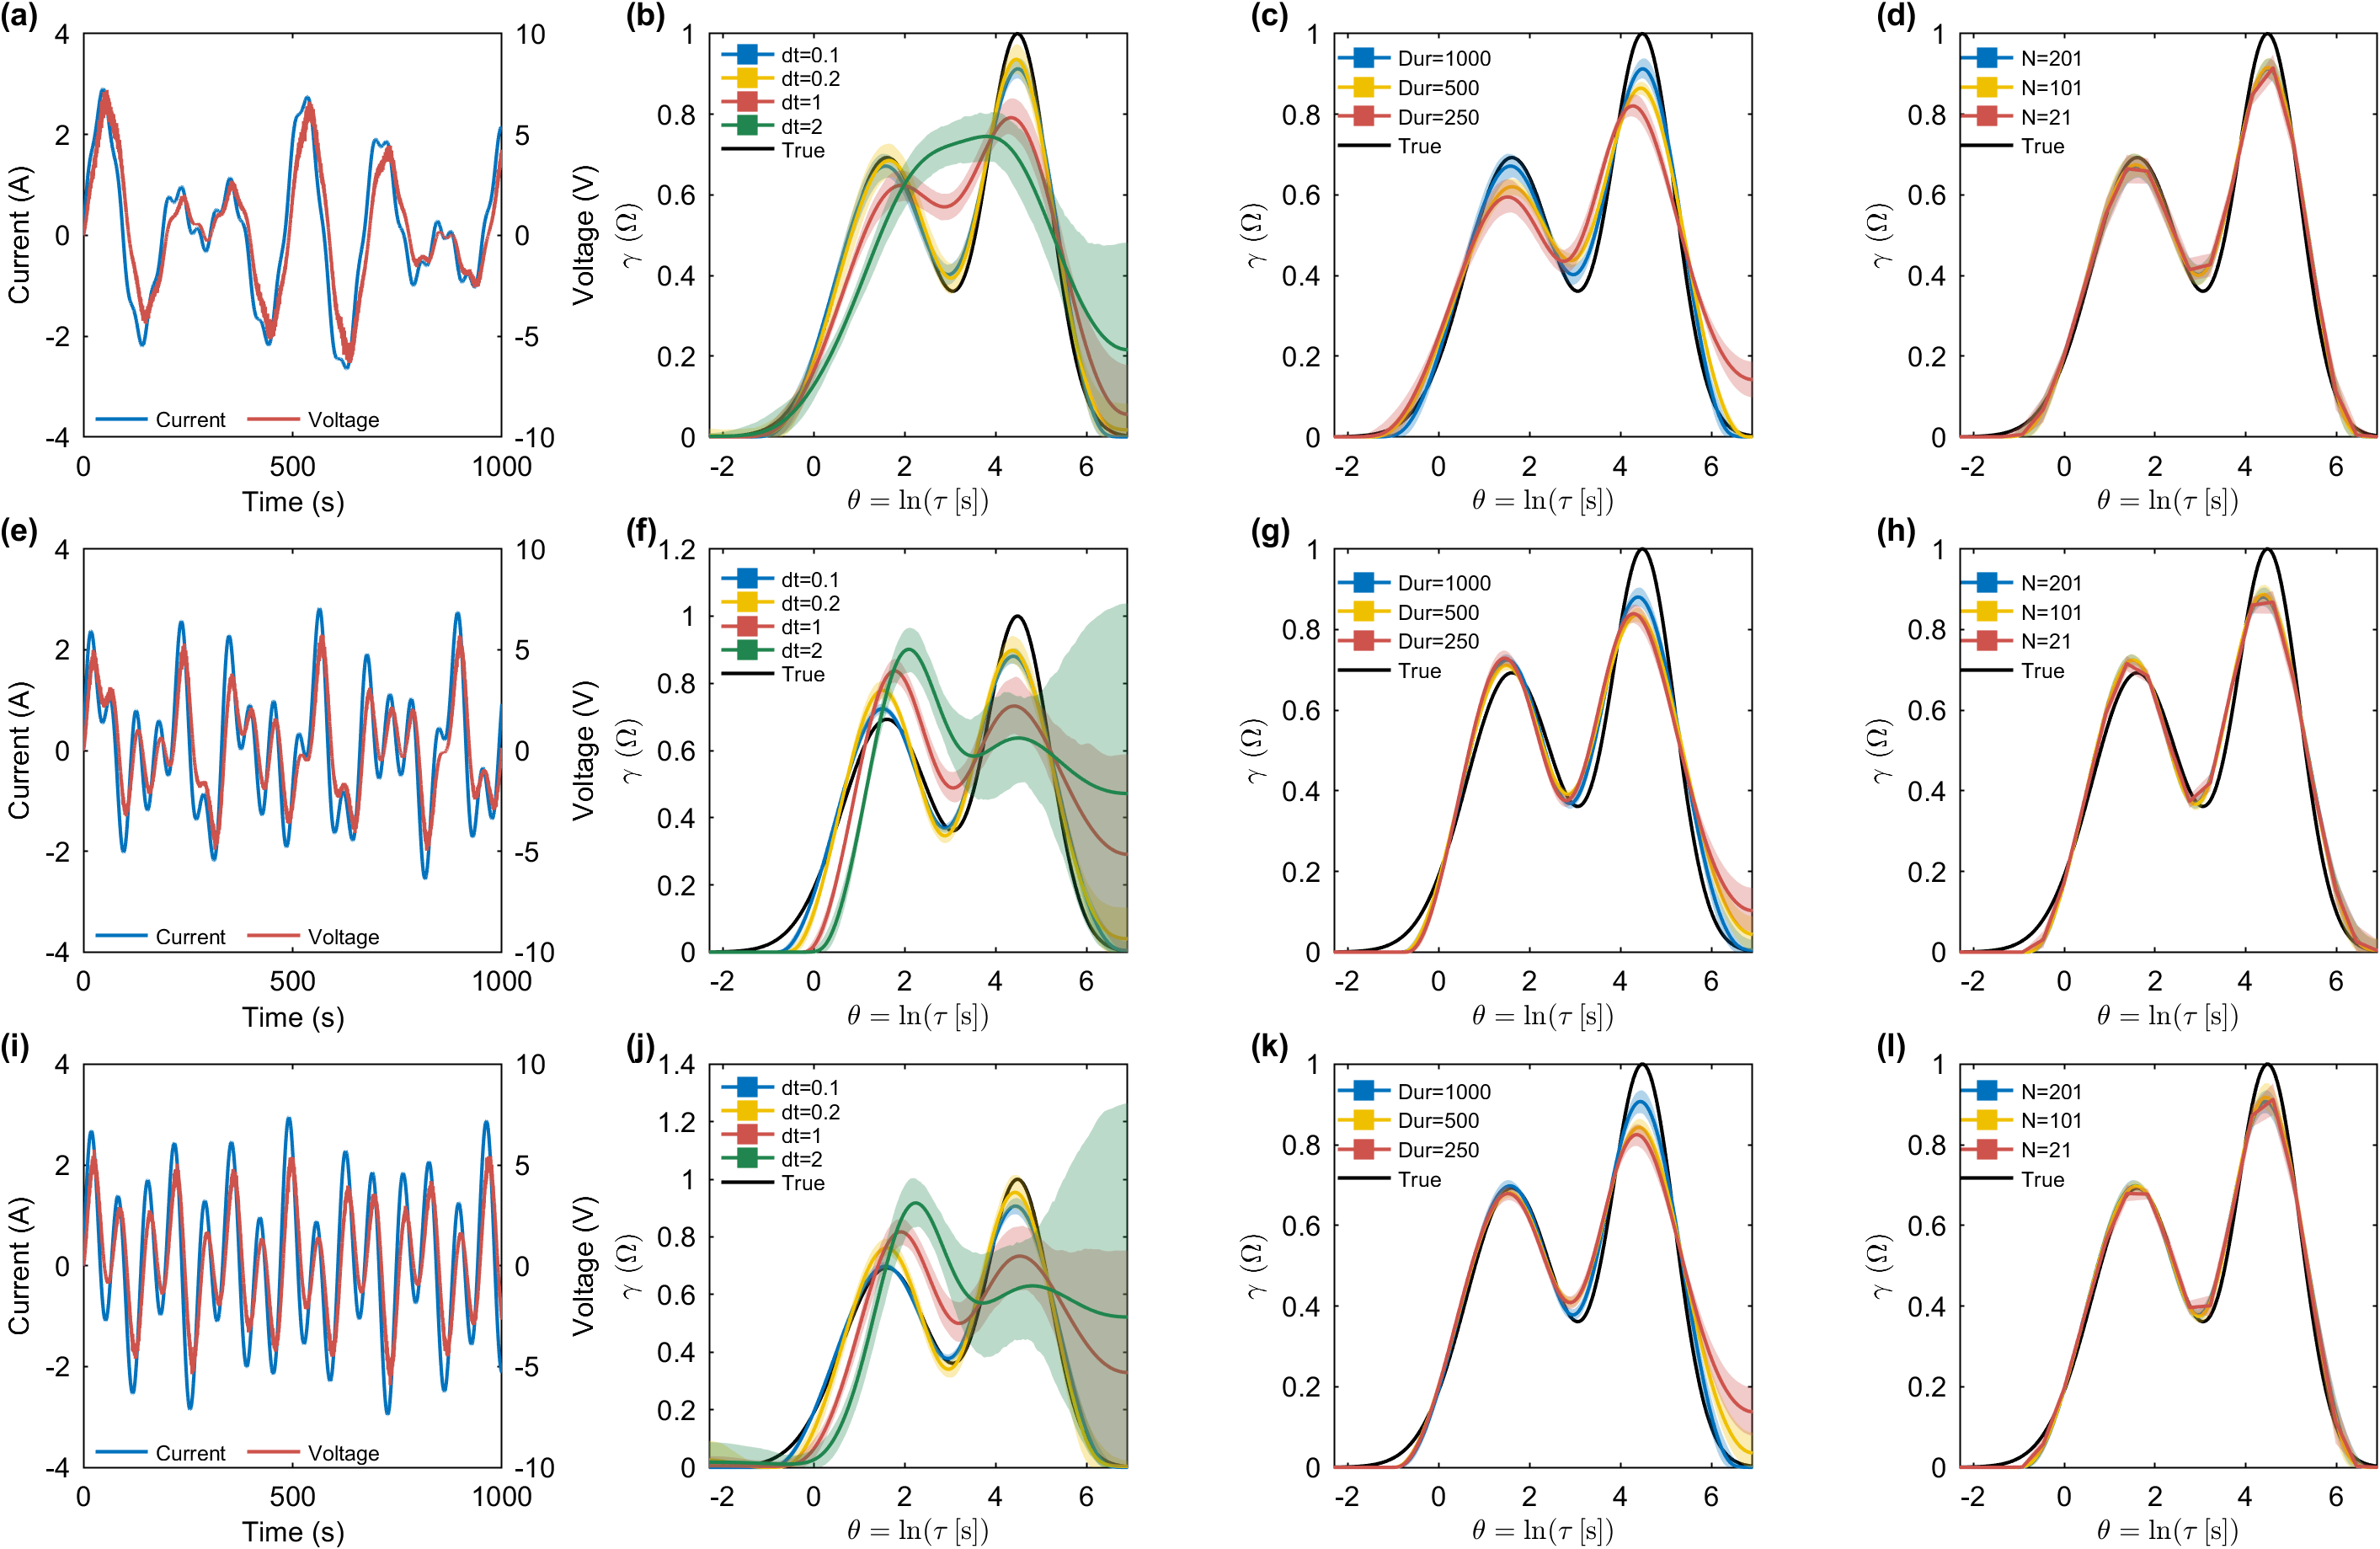 (a)
4
2
0
-2
-4
10
5
0
-5
-10
Current (A)
Voltage (V)
Current
Voltage
0
500
1000
Time (s)
(b)
1
0.8
0.6
0.4
0.2
0
γ (Ω)
dt=0.1
dt=0.2
dt=1
dt=2
True
-2
0
2
4
6
θ = ln(τ [s])
(c)
1
0.8
0.6
0.4
0.2
0
γ (Ω)
Dur=1000
Dur=500
Dur=250
True
-2
0
2
4
6
θ = ln(τ [s])
(d)
1
0.8
0.6
0.4
0.2
0
γ (Ω)
N=201
N=101
N=21
True
-2
0
2
4
6
θ = ln(τ [s])
(e)
4
2
0
-2
-4
10
5
0
-5
-10
Current (A)
Voltage (V)
Current
Voltage
0
500
1000
Time (s)
(f)
1.2
1
0.8
0.6
0.4
0.2
0
γ (Ω)
dt=0.1
dt=0.2
dt=1
dt=2
True
-2
0
2
4
6
θ = ln(τ [s])
(g)
1
0.8
0.6
0.4
0.2
0
γ (Ω)
Dur=1000
Dur=500
Dur=250
True
-2
0
2
4
6
θ = ln(τ [s])
(h)
1
0.8
0.6
0.4
0.2
0
γ (Ω)
N=201
N=101
N=21
True
-2
0
2
4
6
θ = ln(τ [s])
(i)
4
2
0
-2
-4
10
5
0
-5
-10
Current (A)
Voltage (V)
Current
Voltage
0
500
1000
Time (s)
(j)
1.4
1.2
1
0.8
0.6
0.4
0.2
0
γ (Ω)
dt=0.1
dt=0.2
dt=1
dt=2
True
-2
0
2
4
6
θ = ln(τ [s])
(k)
1
0.8
0.6
0.4
0.2
0
γ (Ω)
Dur=1000
Dur=500
Dur=250
True
-2
0
2
4
6
θ = ln(τ [s])
(l)
1
0.8
0.6
0.4
0.2
0
γ (Ω)
N=201
N=101
N=21
True
-2
0
2
4
6
θ = ln(τ [s])